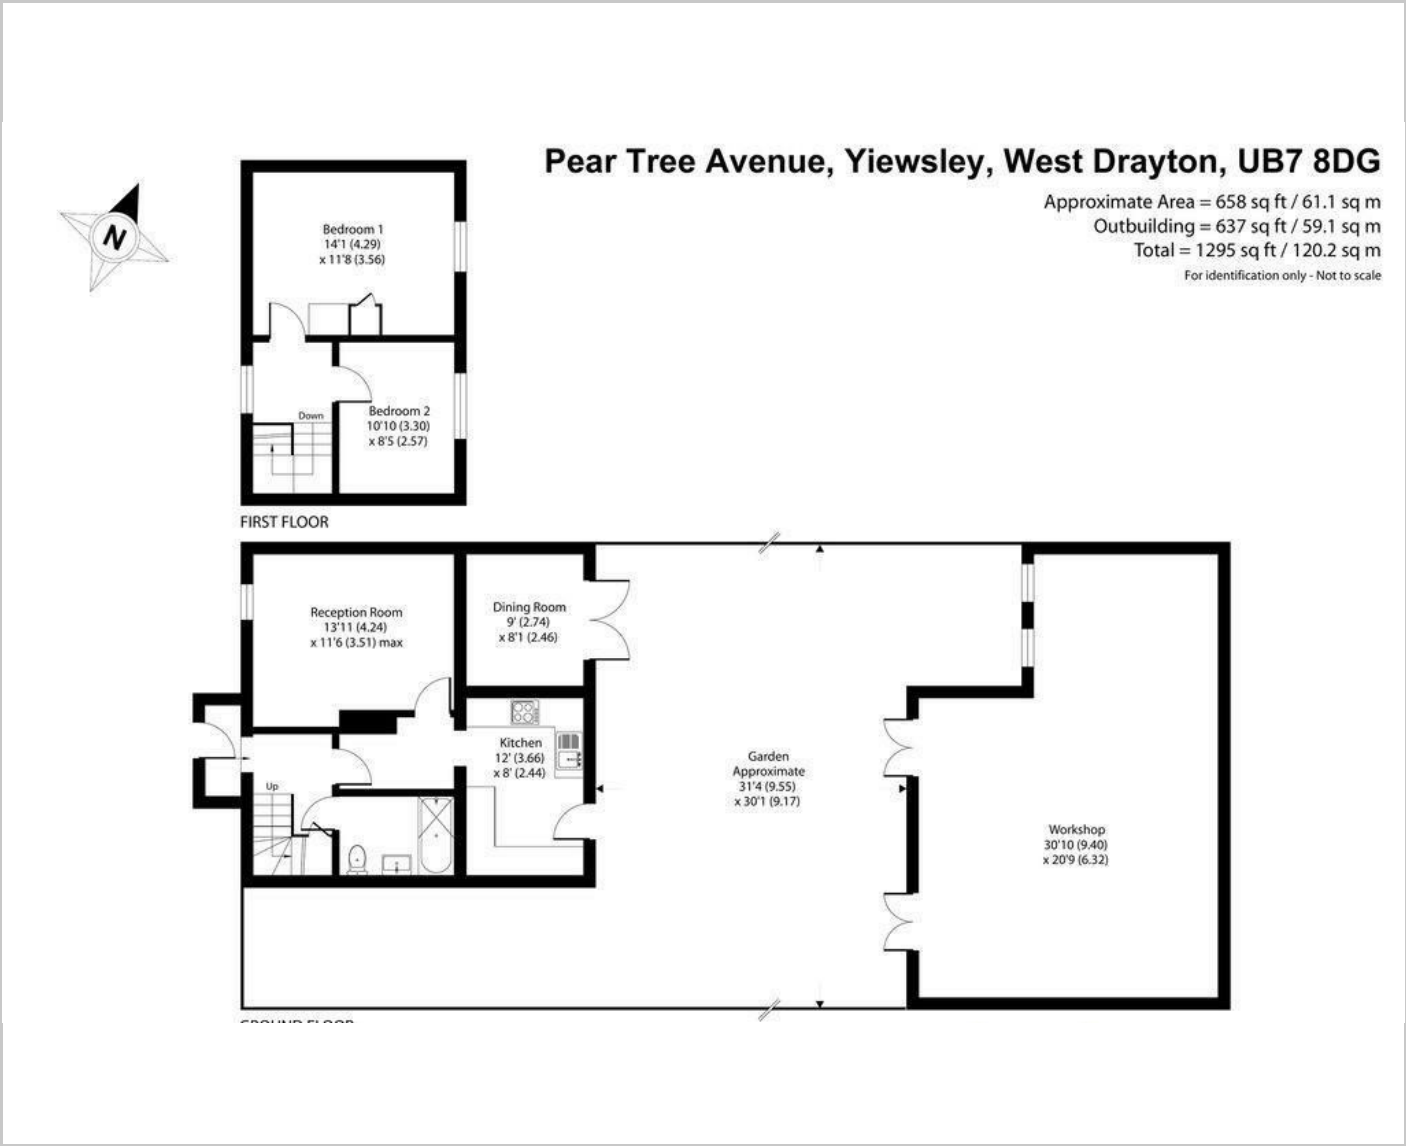 Pear Tree Avenue, Yiewsley, West Drayton, UB7 8DG
Approximate Area = 658 sq ft / 61.1 sq m
Outbuilding = 637 sq ft / 59.1 sq m
Total = 1295 sq ft / 120.2 sq m
For identification only - Not to scale
N
Bedroom 1
14'1 (4.29)
x 11'8 (3.56)
Down
Bedroom 2
10'10 (3.30)
x 8'5 (2.57)
FIRST FLOOR
Reception Room
13'11 (4.24)
x 11'6 (3.51) max
Dining Room
9' (2.74)
x 8'1 (2.46)
Kitchen
12' (3.66)
x 8' (2.44)
Up
Garden
Approximate
31'4 (9.55)
x 30'1 (9.17)
Workshop
30'10 (9.40)
x 20'9 (6.32)
GROUND FLOOR